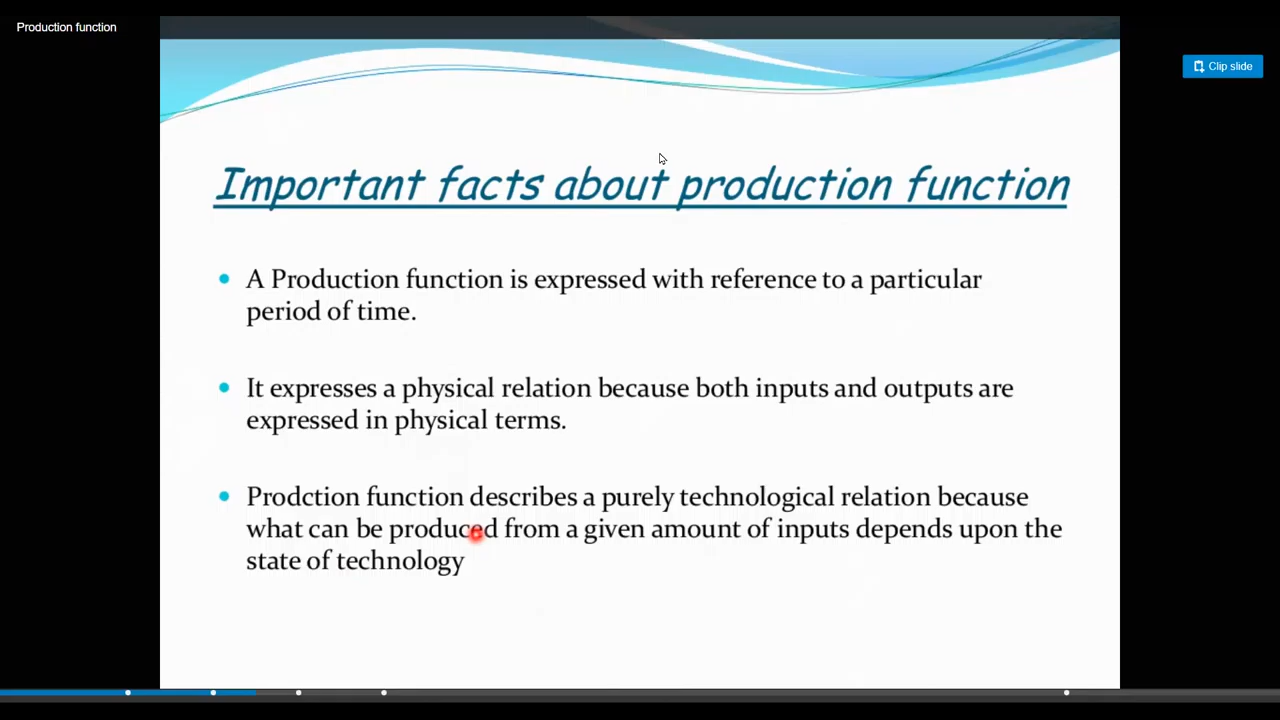 Production function
Clip slide
Important facts about production function
A Production function is expressed with reference to a particular
period of time.
It expresses a physical relation because both inputs and outputs are
expressed in physical terms.
Prodction function describes a purely technological relation because
what can be produced from a given amount of inputs depends upon the
state of technology